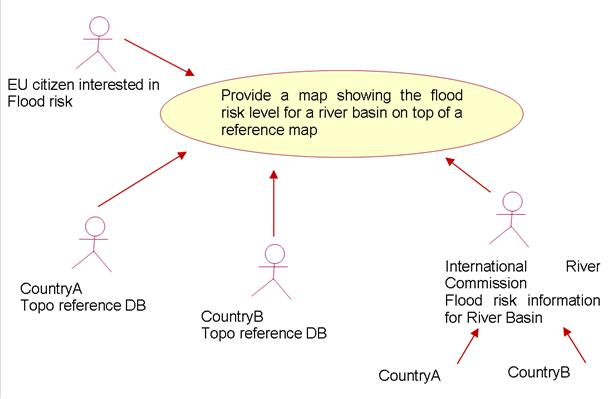 EU citizen interested in
Flood risk
Provide a map showing the flood
risk level for a river basin on top of a
reference map
CountryA
Topo reference DB
CountryB
Topo reference DB
International River
Commission
Flood risk information
for River Basin
CountryA
CountryB